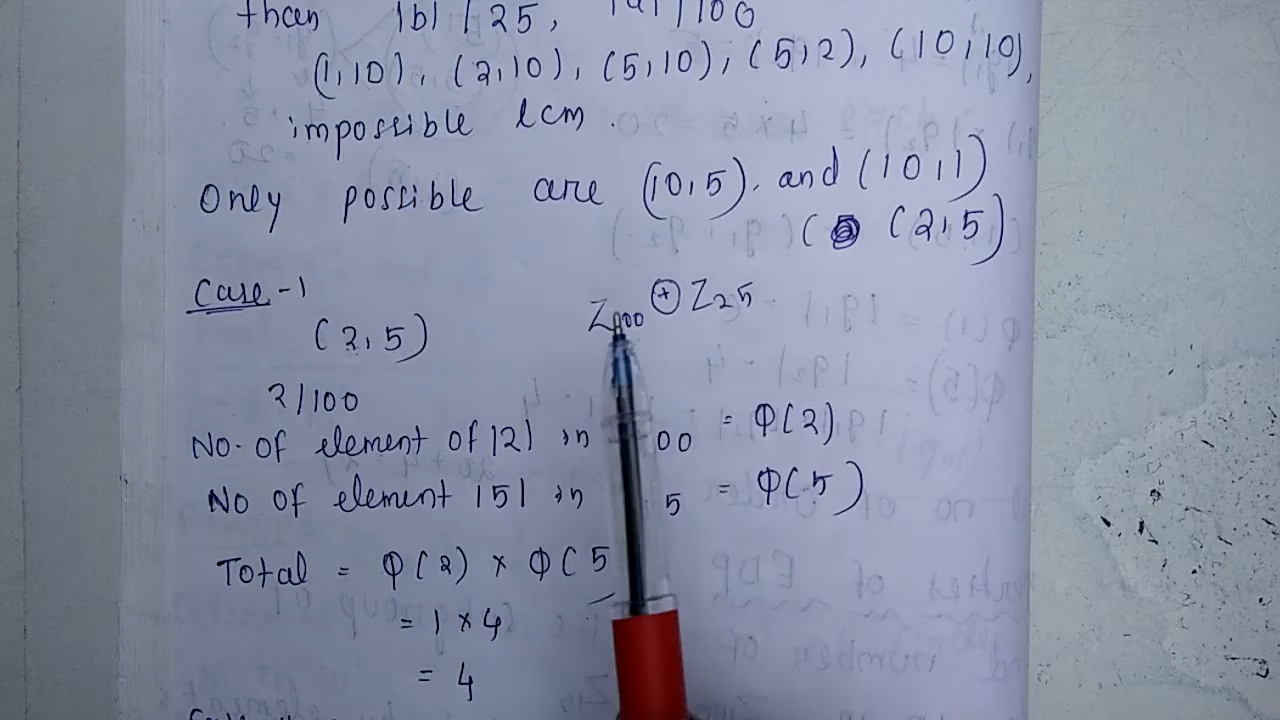 than |b| / 25, |a| / 100
(1,10), (2,10), (5,10), (5,2), (10,10),
impossible lcm.
Only possible are (10,5). and (10,1)
( (2,5)
Case-1
(2,5) Z100 ⊕ Z25
2/100
No. of element of |2| in 00 = Φ(2)
No of element |5| in 5 = Φ(5)
Total = Φ(2) × Φ(5
= 1 × 4
= 4